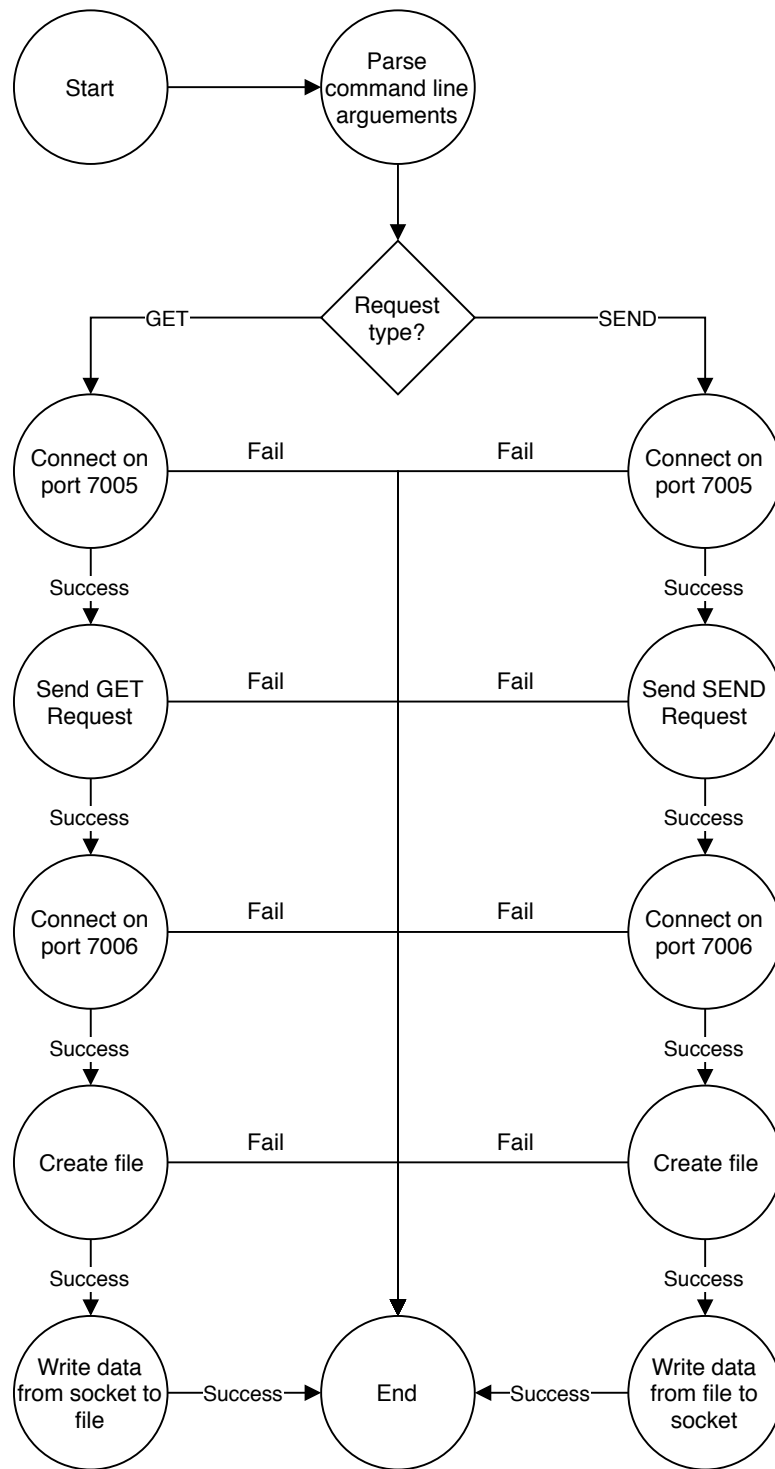 Start
Parse
command line
arguements
Request
type?
GET
SEND
Connect on
port 7005
Fail
Fail
Connect on
port 7005
Success
Success
Send GET
Request
Fail
Fail
Send SEND
Request
Success
Success
Connect on
port 7006
Fail
Fail
Connect on
port 7006
Success
Success
Create file
Fail
Fail
Create file
Success
Success
Write data
from socket to
file
Success
End
Success
Write data
from file to
socket